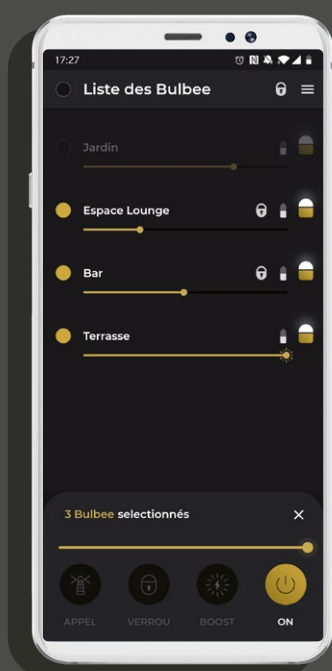 17:27
Liste des Bulbee
Jardin
Espace Lounge
Bar
Terrasse
3 Bulbee selectionnés
APPEL VERROU BOOST ON